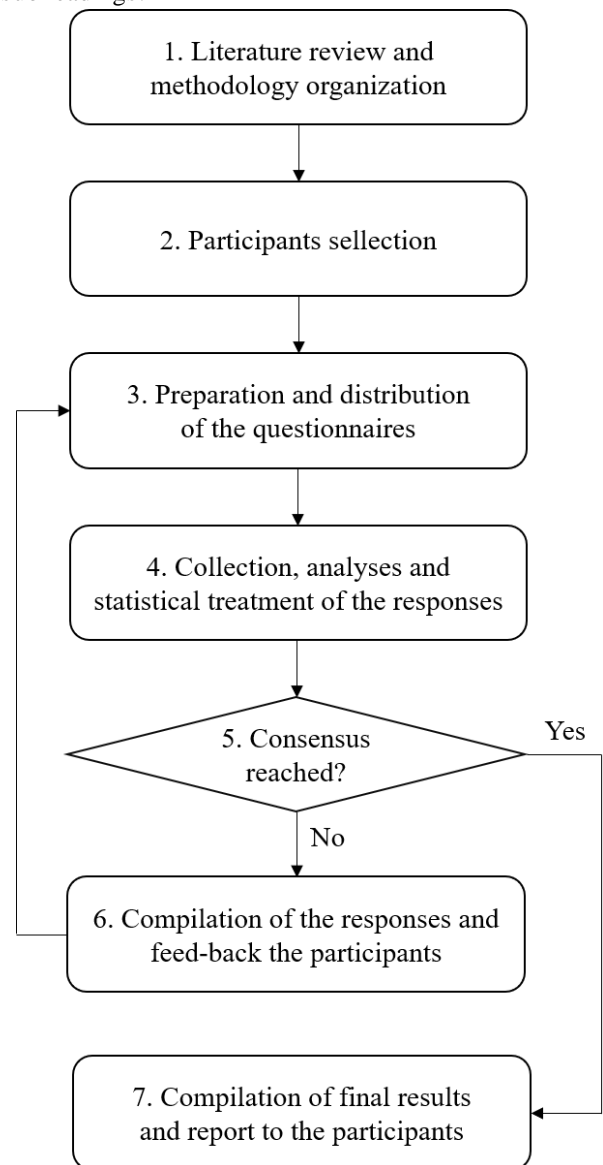 1. Literature review and
methodology organization
2. Participants sellection
3. Preparation and distribution
of the questionnaires
4. Collection, analyses and
statistical treatment of the responses
5. Consensus
reached?
Yes
No
6. Compilation of the responses and
feed-back the participants
7. Compilation of final results
and report to the participants